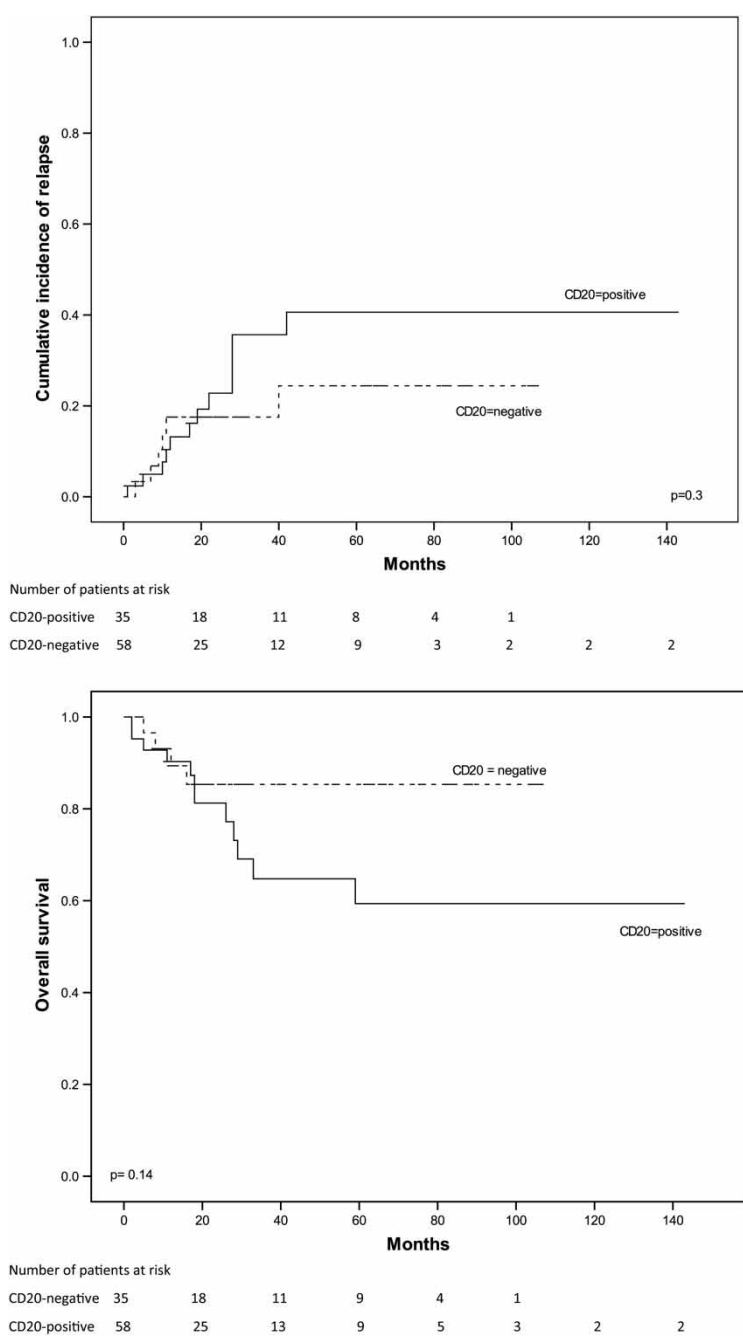 1.0
0.8
0.6
0.4
0.2
0.0
Cumulative incidence of relapse
CD20=positive
CD20=negative
p=0.3
0 20 40 60 80 100 120 140
Months
Number of patients at risk
CD20-positive 35 18 11 8 4 1
CD20-negative 58 25 12 9 3 2 2 2
1.0
0.8
0.6
0.4
0.2
0.0
Overall survival
CD20 = negative
CD20=positive
p= 0.14
0 20 40 60 80 100 120 140
Months
Number of patients at risk
CD20-negative 35 18 11 9 4 1
CD20-positive 58 25 13 9 5 3 2 2